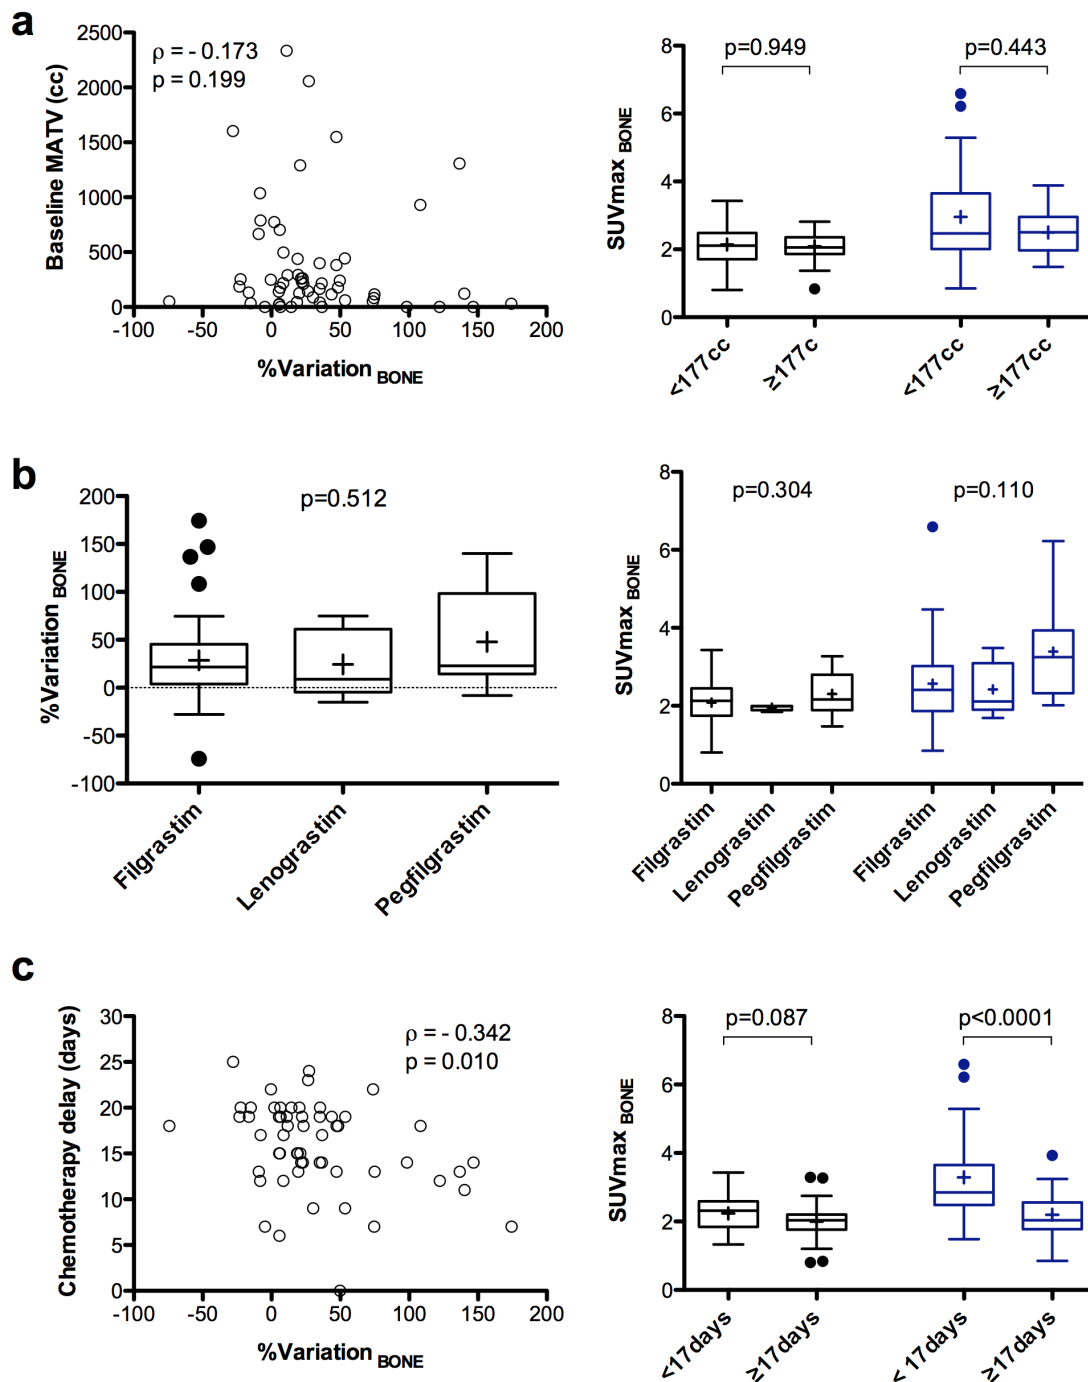 a
2500
2000
1500
1000
500
0
Baseline MATV (cc)
ρ = - 0.173
p = 0.199
-100 -50 0 50 100 150 200
%Variation BONE
8
6
4
2
0
SUVmax BONE
p=0.949
p=0.443
<177cc
≥177c
<177cc
≥177cc
b
200
150
100
50
0
-50
-100
%Variation BONE
p=0.512
Filgrastim
Lenograstim
Pegfilgrastim
8
6
4
2
0
SUVmax BONE
p=0.304
p=0.110
Filgrastim
Lenograstim
Pegfilgrastim
Filgrastim
Lenograstim
Pegfilgrastim
c
30
25
20
15
10
5
0
Chemotherapy delay (days)
ρ = - 0.342
p = 0.010
-100 -50 0 50 100 150 200
%Variation BONE
8
6
4
2
0
SUVmax BONE
p=0.087
p<0.0001
<17days
≥17days
< 17days
≥17days